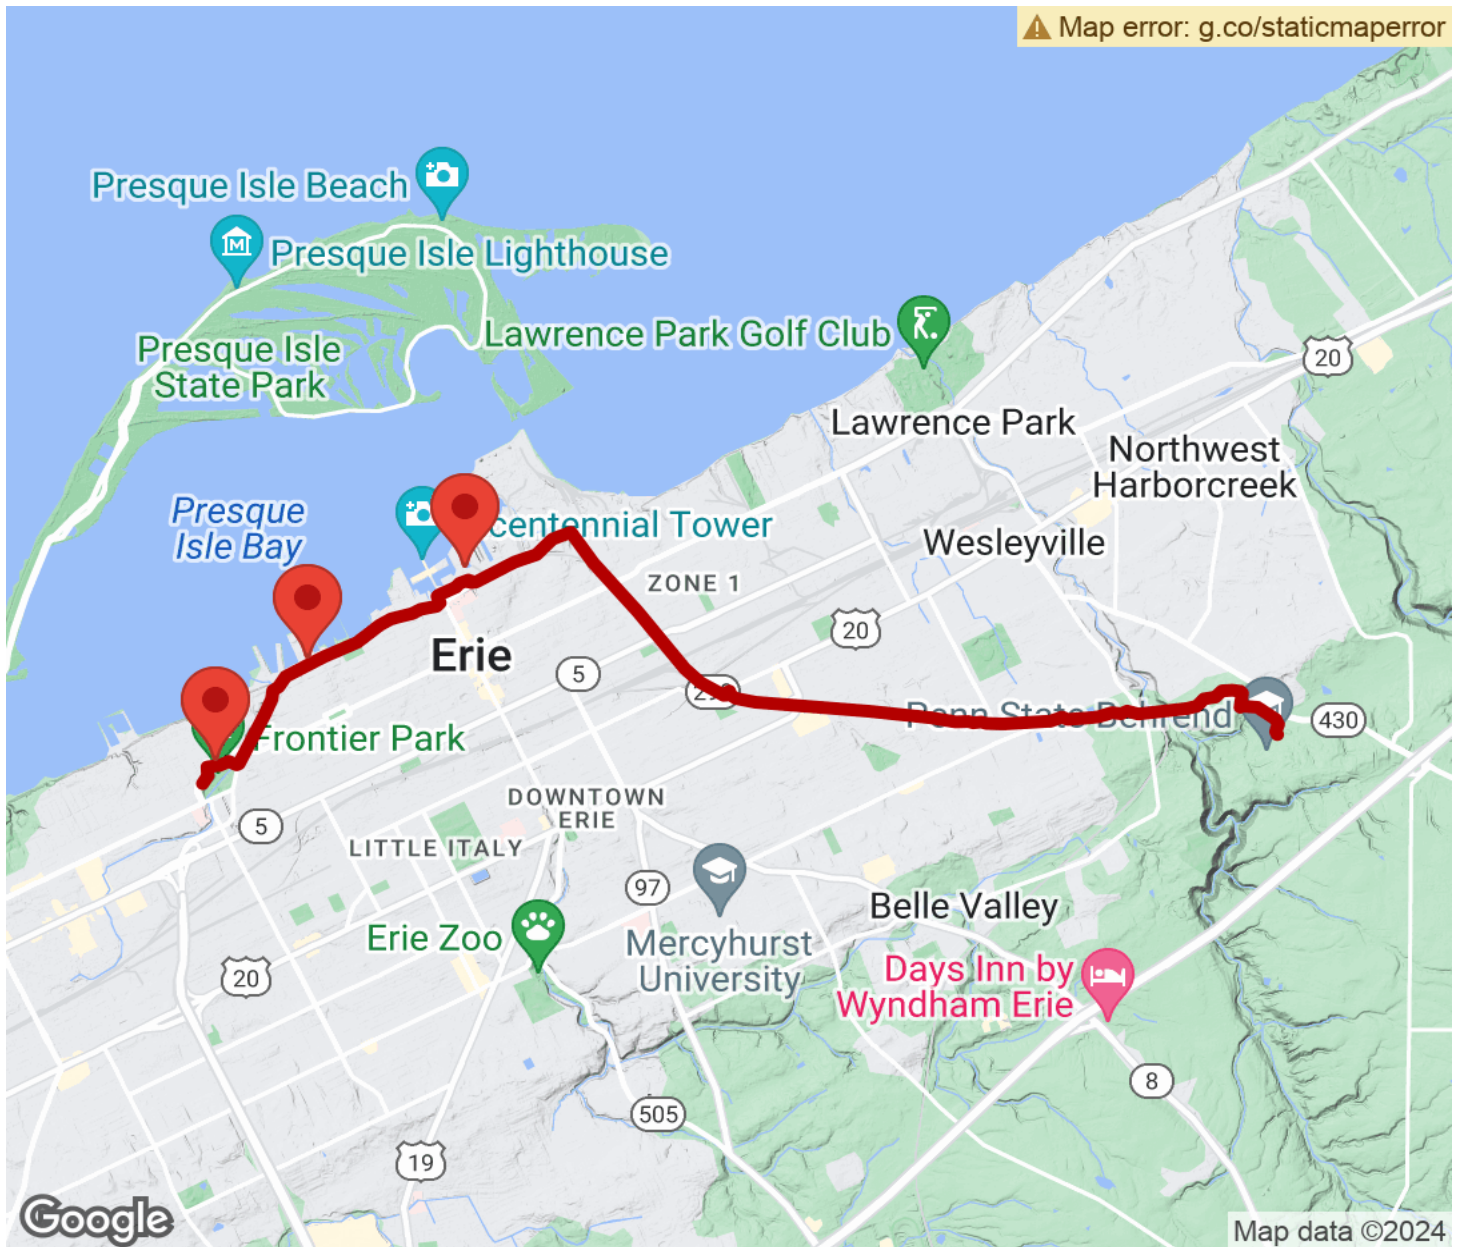 Map error: g.co/staticmaperror
Presque Isle Beach
Presque Isle Lighthouse
Lawrence Park Golf Club
Presque Isle
State Park
20
Lawrence Park
Northwest
Harborcreek
Presque
Isle Bay
centennial Tower
Wesleyville
ZONE 1
20
Erie
5
Penn State Behrend
430
Frontier Park
DOWNTOWN
ERIE
5
LITTLE ITALY
97
Belle Valley
Erie Zoo
Mercyhurst
University
Days Inn by
Wyndham Erie
20
8
505
19
Google
Map data ©2024